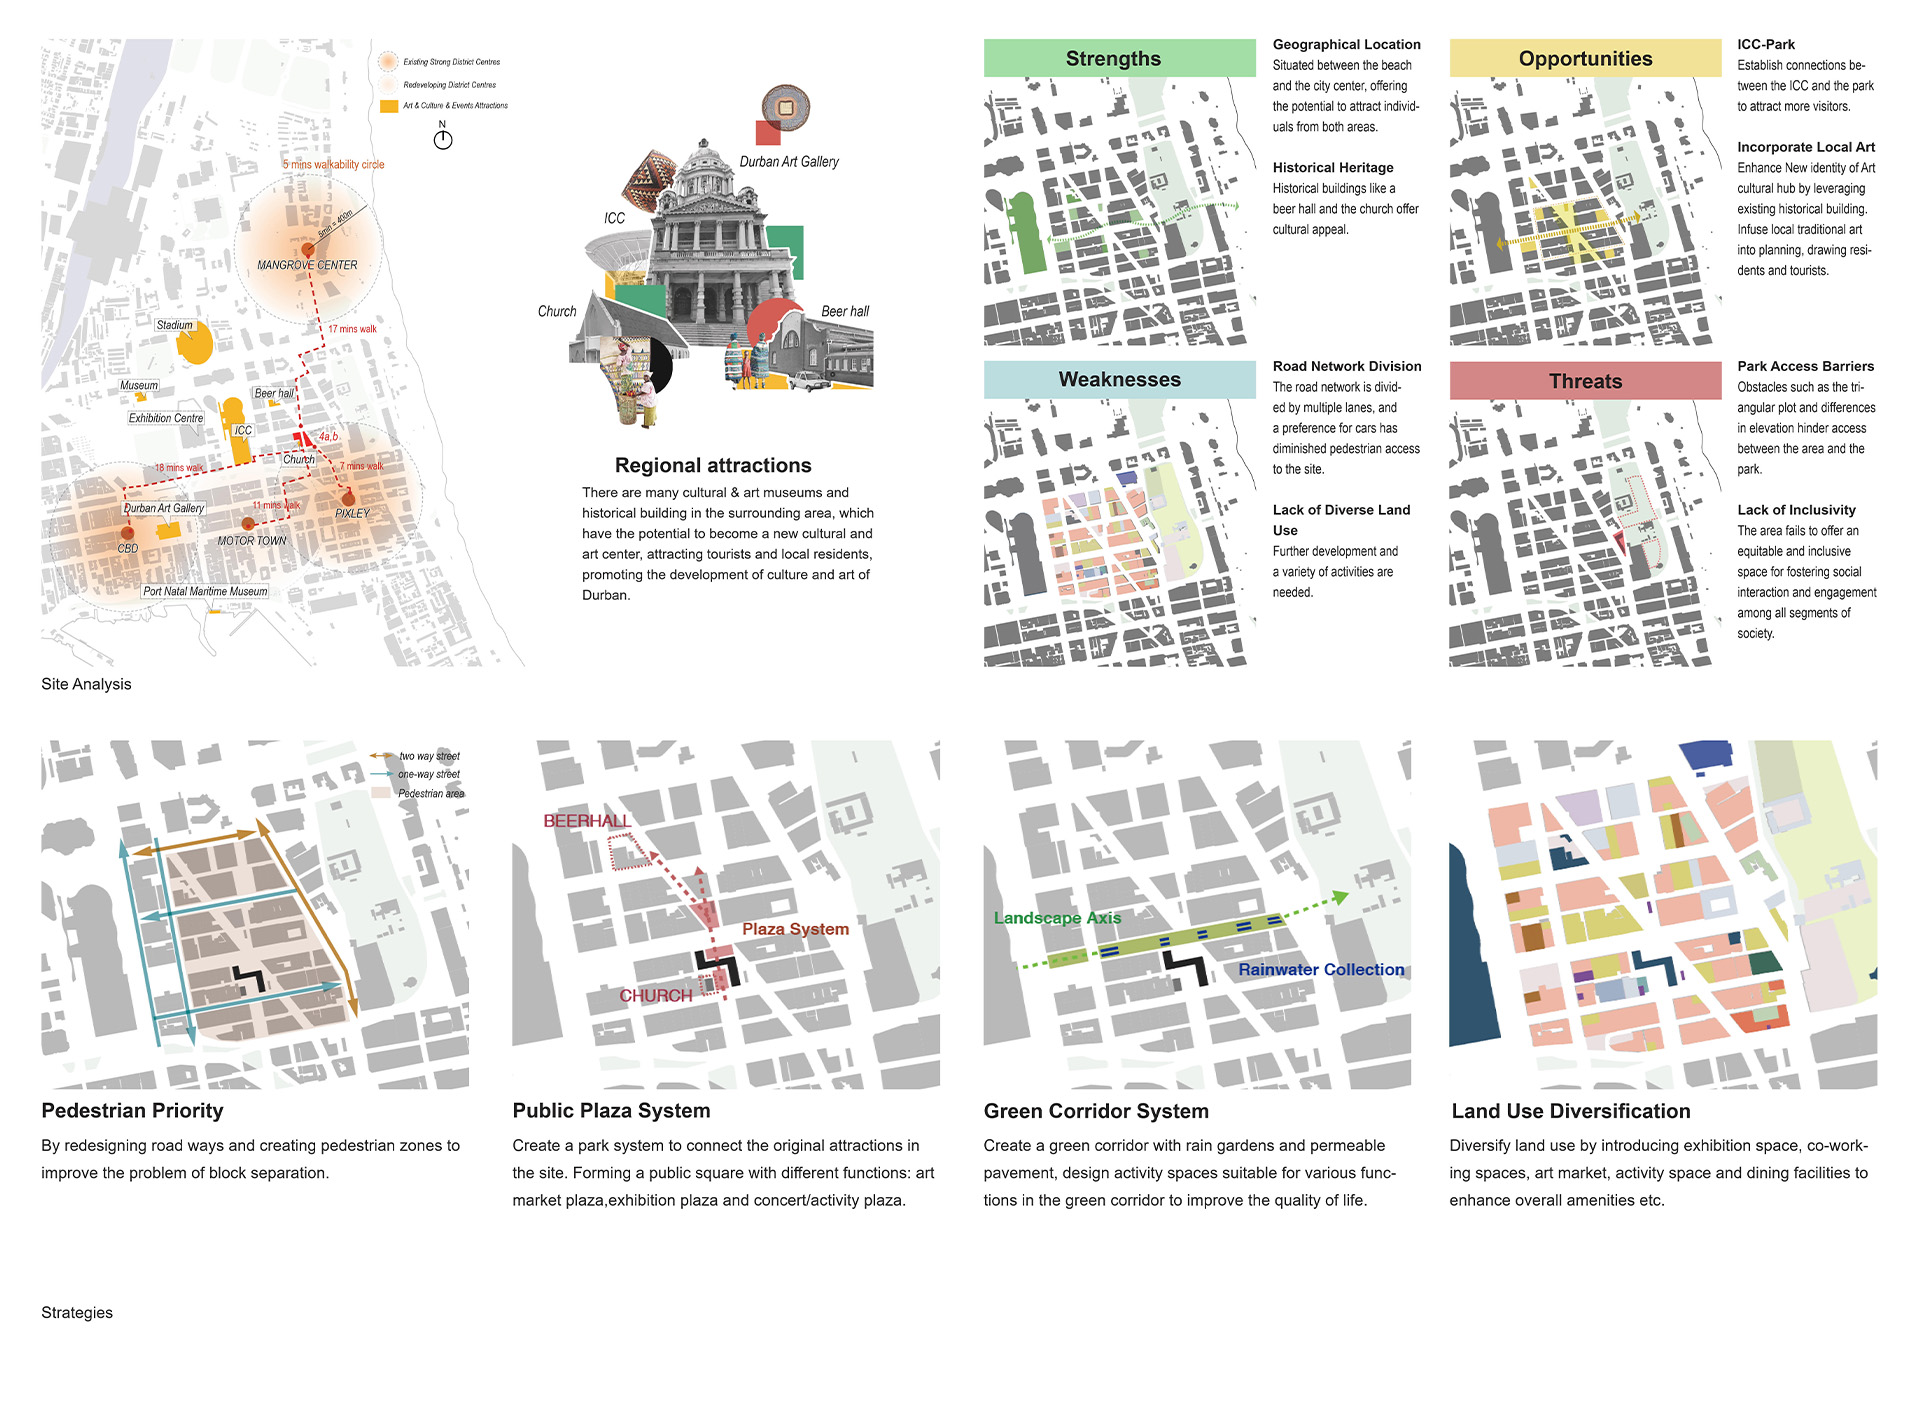 Existing Strong District Centres
Redeveloping District Centres
Art & Culture & Events Attractions
N
5 mins walkability circle
5min = 400m
MANGROVE CENTER
17 mins walk
Stadium
Museum
Beer hall
Exhibition Centre
ICC
4a,b
Church
18 mins walk
7 mins walk
Durban Art Gallery
11 mins walk
PIXLEY
MOTOR TOWN
CBD
Port Natal Maritime Museum
Site Analysis
Durban Art Gallery
ICC
Church
Beer hall
Regional attractions
There are many cultural & art museums and
historical building in the surrounding area, which
have the potential to become a new cultural and
art center, attracting tourists and local residents,
promoting the development of culture and art of
Durban.
Strengths
Geographical Location
Situated between the beach
and the city center, offering
the potential to attract individ-
uals from both areas.
Historical Heritage
Historical buildings like a
beer hall and the church offer
cultural appeal.
Opportunities
ICC-Park
Establish connections be-
tween the ICC and the park
to attract more visitors.
Incorporate Local Art
Enhance New identity of Art
cultural hub by leveraging
existing historical building.
Infuse local traditional art
into planning, drawing resi-
dents and tourists.
Weaknesses
Road Network Division
The road network is divid-
ed by multiple lanes, and
a preference for cars has
diminished pedestrian access
to the site.
Lack of Diverse Land
Use
Further development and
a variety of activities are
needed.
Threats
Park Access Barriers
Obstacles such as the tri-
angular plot and differences
in elevation hinder access
between the area and the
park.
Lack of Inclusivity
The area fails to offer an
equitable and inclusive
space for fostering social
interaction and engagement
among all segments of
society.
two way street
one-way street
Pedestrian area
Pedestrian Priority
By redesigning road ways and creating pedestrian zones to
improve the problem of block separation.
BEERHALL
Plaza System
CHURCH
Public Plaza System
Create a park system to connect the original attractions in
the site. Forming a public square with different functions: art
market plaza,exhibition plaza and concert/activity plaza.
Landscape Axis
Rainwater Collection
Green Corridor System
Create a green corridor with rain gardens and permeable
pavement, design activity spaces suitable for various func-
tions in the green corridor to improve the quality of life.
Land Use Diversification
Diversify land use by introducing exhibition space, co-work-
ing spaces, art market, activity space and dining facilities to
enhance overall amenities etc.
Strategies